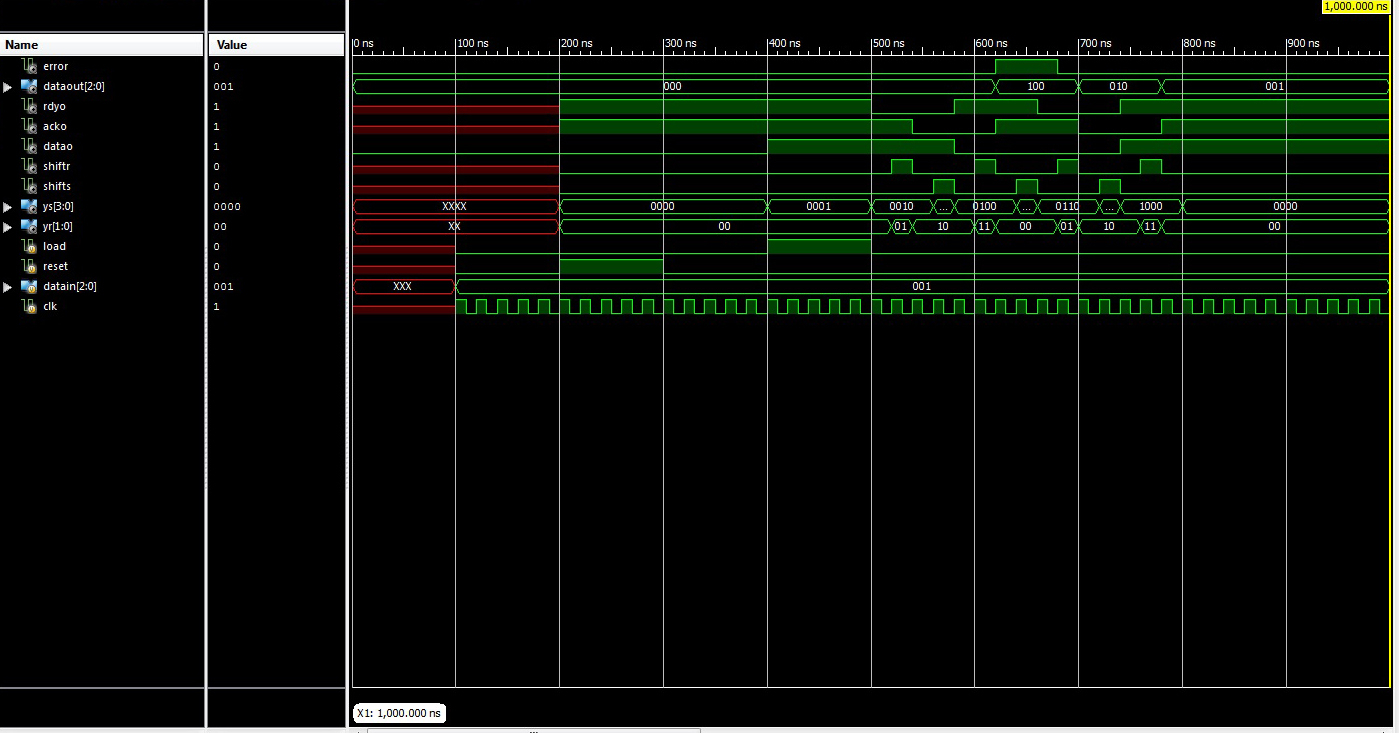 1,000.000 ns
Name Value 0 ns 100 ns 200 ns 300 ns 400 ns 500 ns 600 ns 700 ns 800 ns 900 ns
error 0
dataout[2:0] 001 000 100 010 001
rdyo 1
acko 1
datao 1
shiftr 0
shifts 0
ys[3:0] 0000 XXXX 0000 0001 0010 ... 0100 ... 0110 ... 1000 0000
yr[1:0] 00 XX 00 01 10 11 00 01 10 11 00
load 0
reset 0
datain[2:0] 001 XXX 001
clk 1
X1: 1,000.000 ns